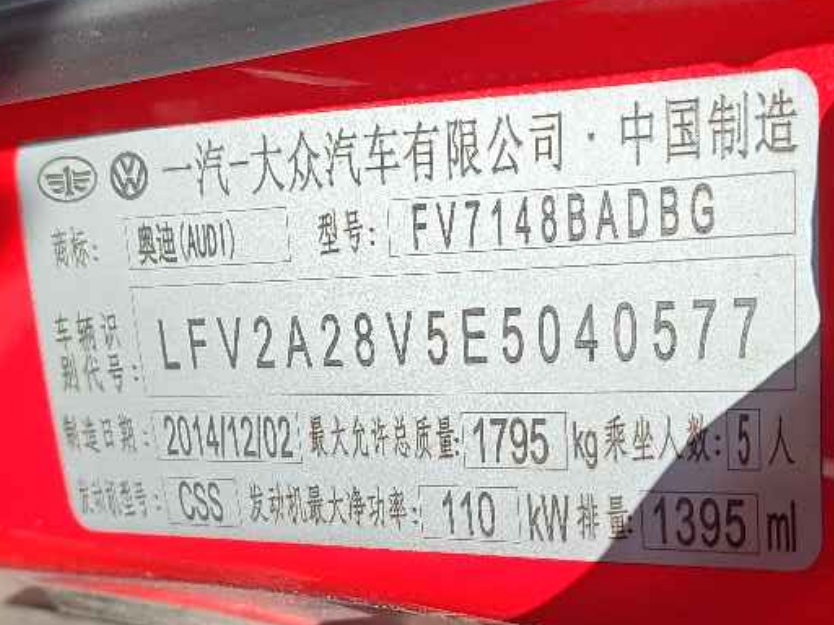 一汽-大众汽车有限公司·中国制造
商标: 奥迪(AUDI) 型号: FV7148BADBG
车辆识别代号: LFV2A28V5E5040577
制造日期: 2014/12/02 最大允许总质量: 1795 kg 乘坐人数: 5 人
发动机型号: CSS 发动机最大净功率: 110 kW 排量: 1395 ml